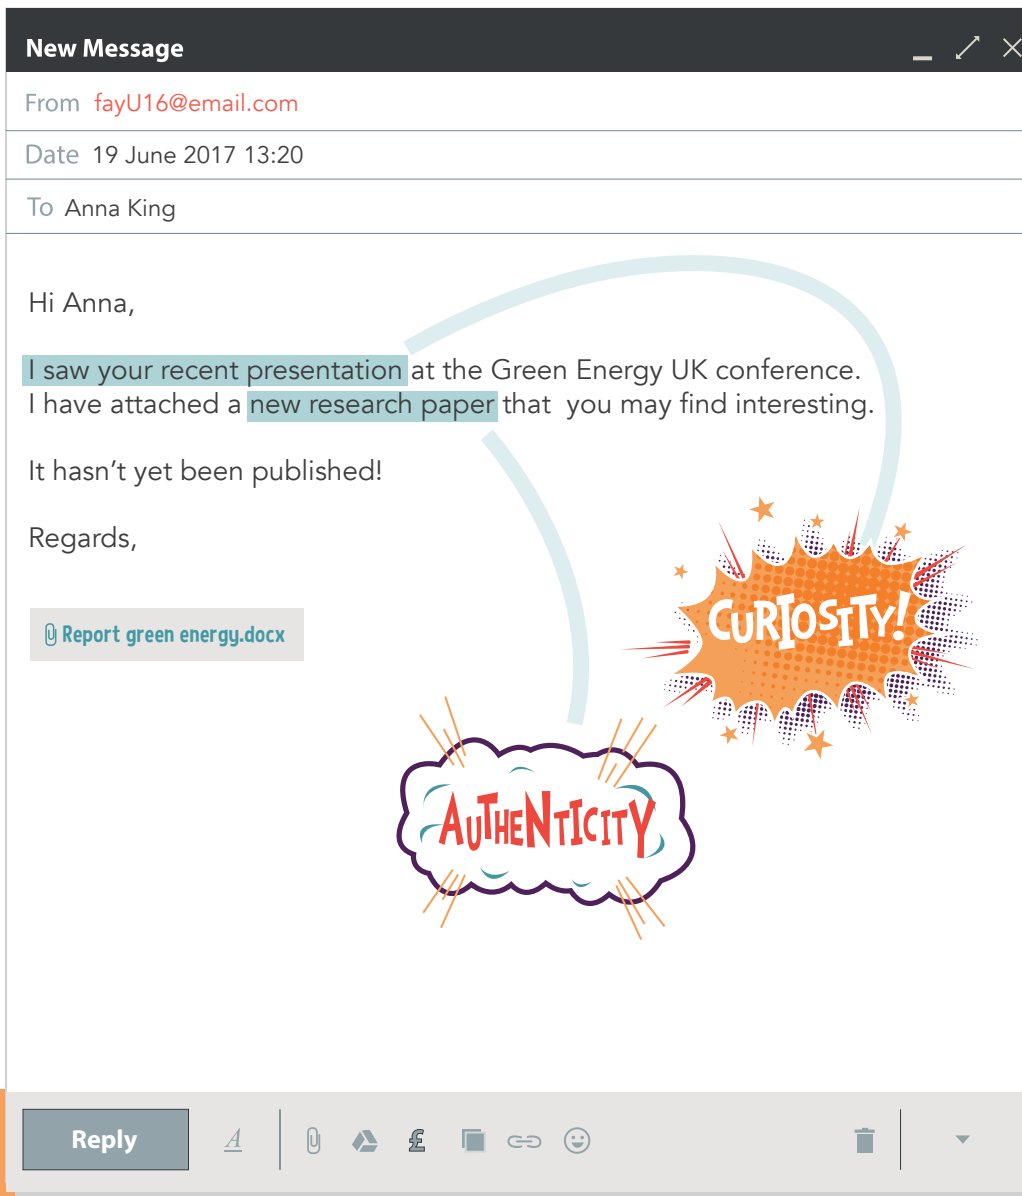 New Message
From fayU16@email.com
Date 19 June 2017 13:20
To Anna King
Hi Anna,
I saw your recent presentation at the Green Energy UK conference.
I have attached a new research paper that you may find interesting.
It hasn't yet been published!
Regards,
Report green energy.docx
CURIOSITY!
AUTHENTICITY
Reply A £